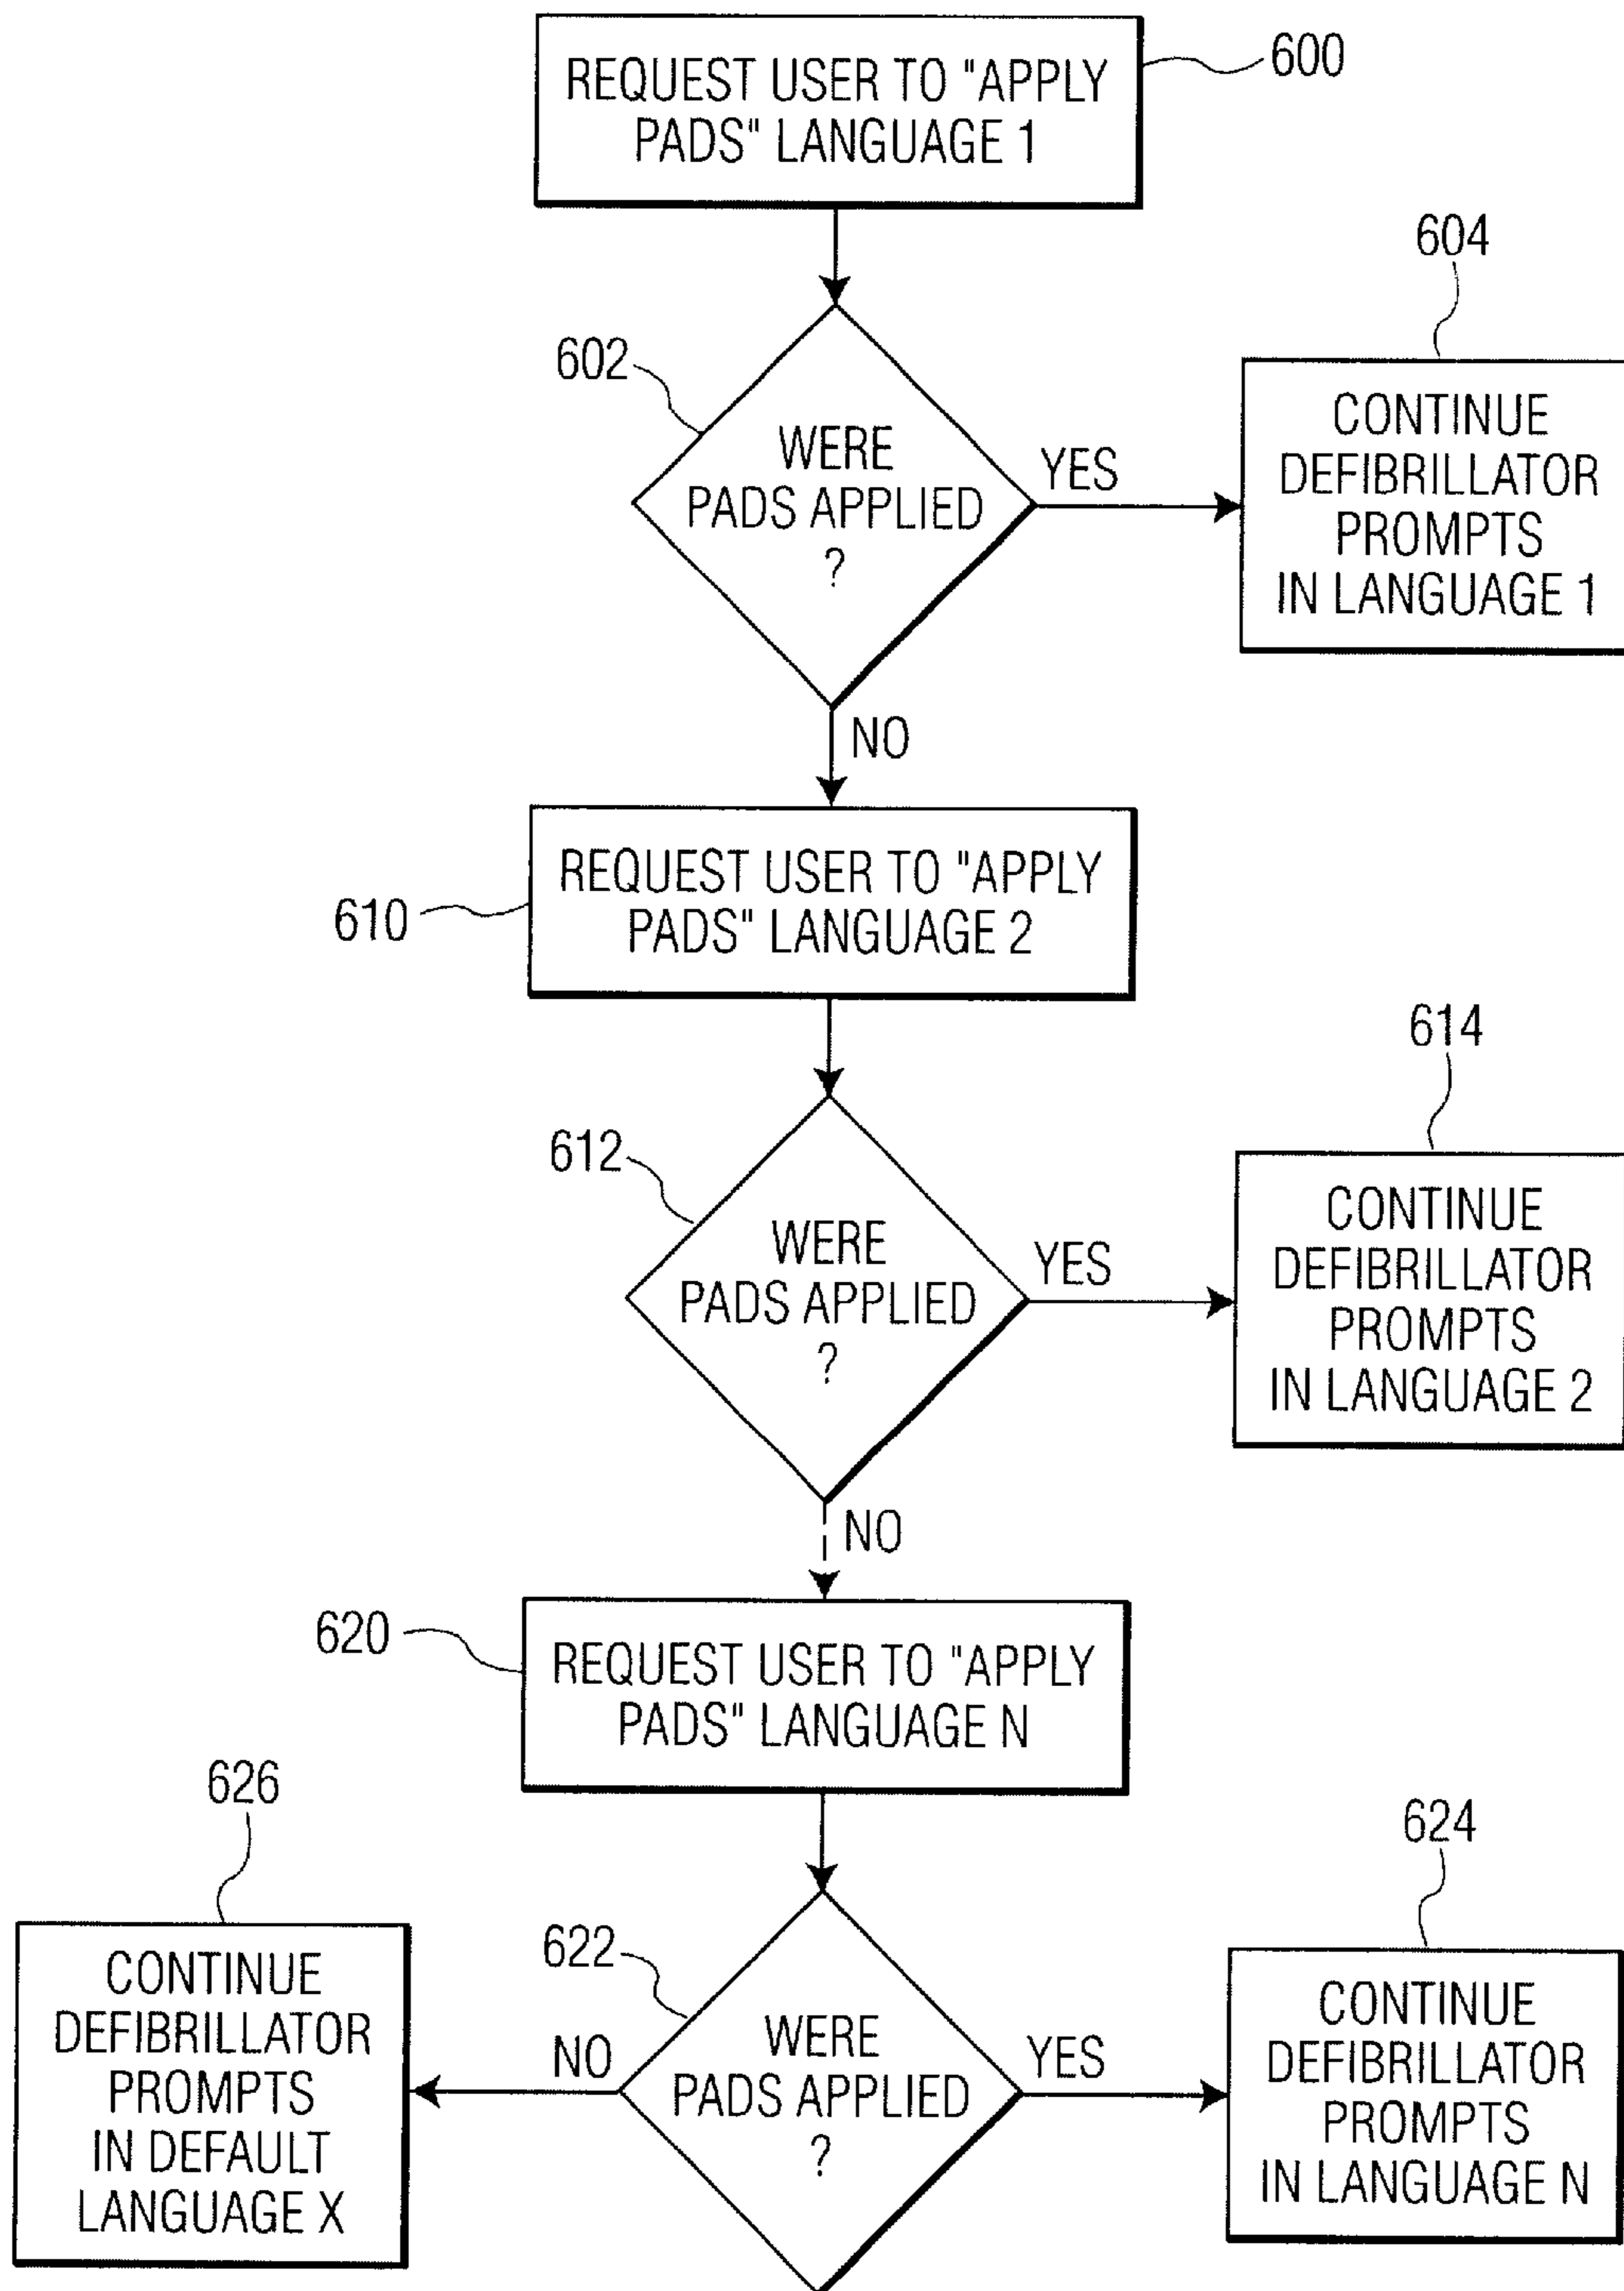 REQUEST USER TO "APPLY
PADS" LANGUAGE 1
600
604
602
WERE
PADS APPLIED
?
YES
CONTINUE
DEFIBRILLATOR
PROMPTS
IN LANGUAGE 1
NO
REQUEST USER TO "APPLY
PADS" LANGUAGE 2
610
614
612
WERE
PADS APPLIED
?
YES
CONTINUE
DEFIBRILLATOR
PROMPTS
IN LANGUAGE 2
NO
620
REQUEST USER TO "APPLY
PADS" LANGUAGE N
626
624
622
CONTINUE
DEFIBRILLATOR
PROMPTS
IN DEFAULT
LANGUAGE X
NO
WERE
PADS APPLIED
?
YES
CONTINUE
DEFIBRILLATOR
PROMPTS
IN LANGUAGE N